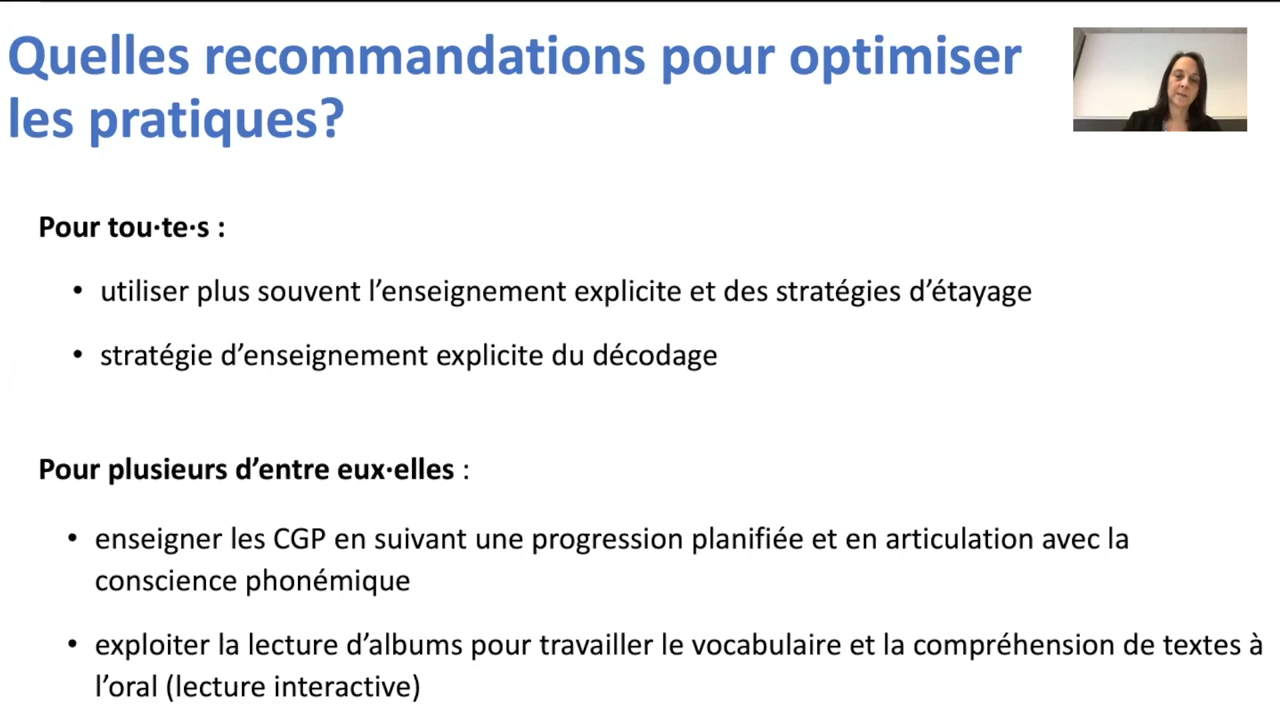 Quelles recommandations pour optimiser
les pratiques?
Pour tou·te·s :
• utiliser plus souvent l’enseignement explicite et des stratégies d’étayage
• stratégie d’enseignement explicite du décodage
Pour plusieurs d’entre eux·elles :
• enseigner les CGP en suivant une progression planifiée et en articulation avec la
conscience phonémique
• exploiter la lecture d’albums pour travailler le vocabulaire et la compréhension de textes à
l’oral (lecture interactive)